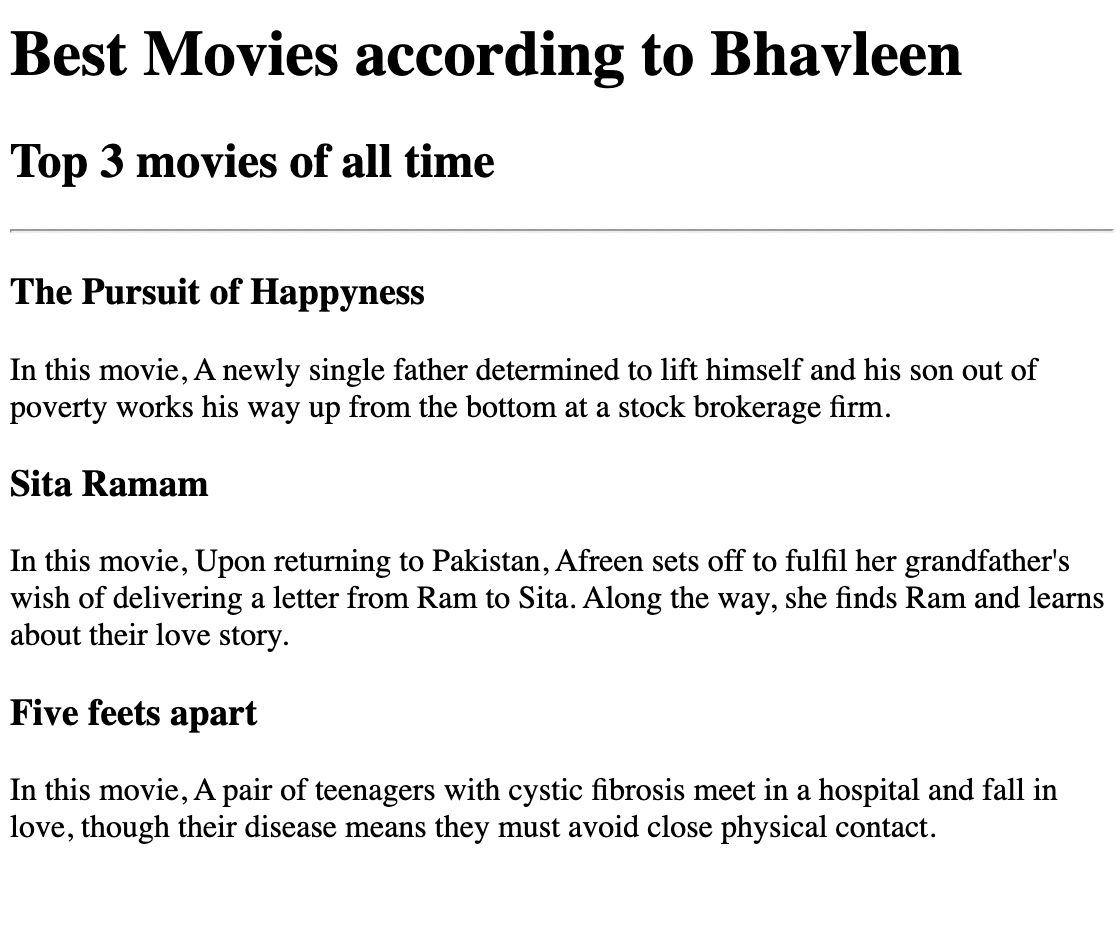 Best Movies according to Bhavleen
Top 3 movies of all time
The Pursuit of Happyness
In this movie, A newly single father determined to lift himself and his son out of
poverty works his way up from the bottom at a stock brokerage firm.
Sita Ramam
In this movie, Upon returning to Pakistan, Afreen sets off to fulfil her grandfather's
wish of delivering a letter from Ram to Sita. Along the way, she finds Ram and learns
about their love story.
Five feets apart
In this movie, A pair of teenagers with cystic fibrosis meet in a hospital and fall in
love, though their disease means they must avoid close physical contact.